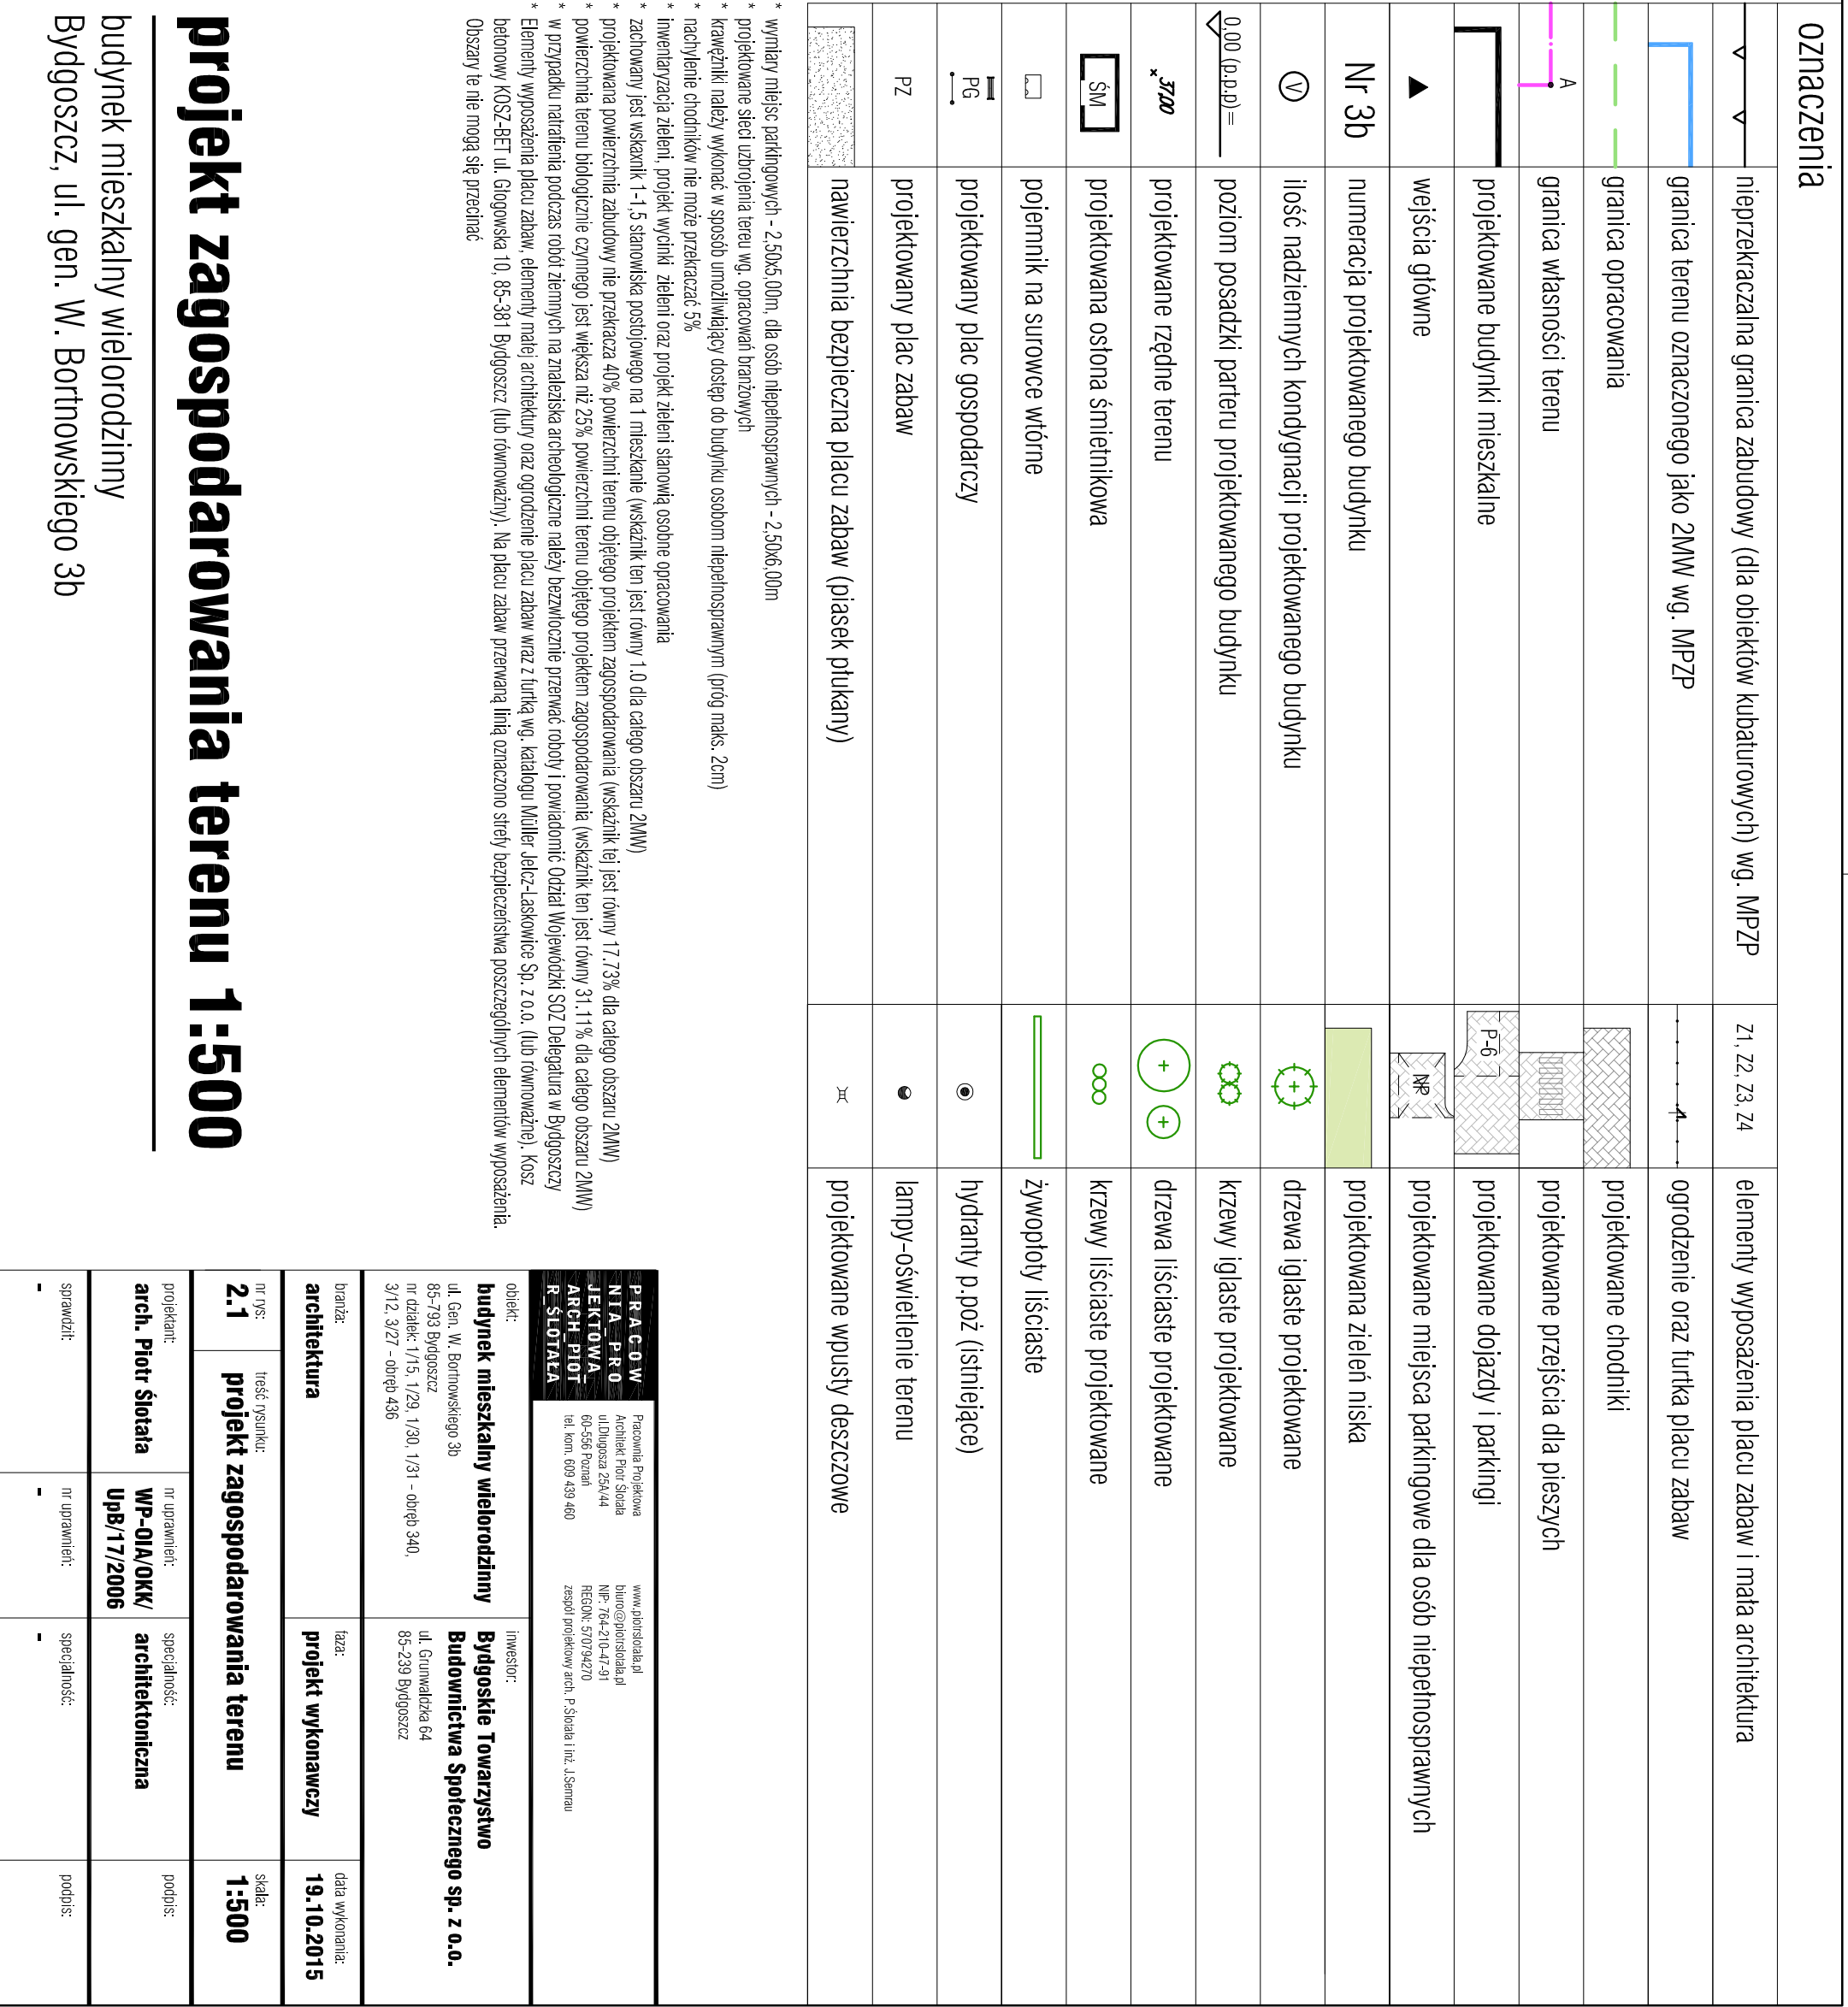 oznaczenia
nieprzekraczalna granica zabudowy (dla obiektów kubaturowych) wg. MPZP
granica terenu oznaczonego jako 2MW wg. MPZP
granica opracowania
A
granica własności terenu
projektowane budynki mieszkalne
wejścia główne
Nr 3b
numeracja projektowanego budynku
V
ilość nadziemnych kondygnacji projektowanego budynku
0,00 (p.p.p) =
poziom posadzki parteru projektowanego budynku
37,00
projektowane rzędne terenu
ŚM
projektowana osłona śmietnikowa
pojemnik na surowce wtórne
PG
projektowany plac gospodarczy
PZ
projektowany plac zabaw
nawierzchnia bezpieczna placu zabaw (piasek płukany)
Z1, Z2, Z3, Z4
elementy wyposażenia placu zabaw i mała architektura
ogrodzenie oraz furtka placu zabaw
projektowane chodniki
projektowane przejścia dla pieszych
P-6
projektowane dojazdy i parkingi
NP
projektowane miejsca parkingowe dla osób niepełnosprawnych
projektowana zieleń niska
drzewa iglaste projektowane
krzewy iglaste projektowane
drzewa liściaste projektowane
krzewy liściaste projektowane
żywopłoty liściaste
hydranty p.poż (istniejące)
lampy-oświetlenie terenu
projektowane wpusty deszczowe
* wymiary miejsc parkingowych - 2,50x5,00m, dla osób niepełnosprawnych - 2,50x6,00m
* projektowane sieci uzbrojenia tereu wg. opracowań branżowych
* krawężniki należy wykonać w sposób umożliwiający dostęp do budynku osobom niepełnosprawnym (próg maks. 2cm)
* nachylenie chodników nie może przekraczać 5%
* inwentaryzacja zieleni, projekt wycinki zieleni oraz projekt zieleni stanowią osobne opracowania
* zachowany jest wskaxnik 1-1,5 stanowiska postojowego na 1 mieszkanie (wskaźnik ten jest równy 1.0 dla całego obszaru 2MW)
* projektowana powierzchnia zabudowy nie przekracza 40% powierzchni terenu objętego projektem zagospodarowania (wskaźnik tej jest równy 17.73% dla całego obszaru 2MW)
* powierzchnia terenu biologicznie czynnego jest większa niż 25% powierzchni terenu objętego projektem zagospodarowania (wskaźnik ten jest równy 31.11% dla całego obszaru 2MW)
* w przypadku natrafienia podczas robót ziemnych na znaleziska archeologiczne należy bezzwłocznie przerwać roboty i powiadomić Odział Wojewódzki SOZ Delegatura w Bydgoszczy
* Elementy wyposażenia placu zabaw, elementy małej architektury oraz ogrodzenie placu zabaw wraz z furtką wg. katalogu Müller Jelcz-Laskowice Sp. z o.o. (lub równoważne). Kosz
betonowy KOSZ-BET ul. Głogowska 10, 85-381 Bydgoszcz (lub równoważny). Na placu zabaw przerwaną linią oznaczono strefy bezpieczeństwa poszczególnych elementów wyposażenia.
Obszary te nie mogą się przecinać
projekt zagospodarowania terenu 1:500
budynek mieszkalny wielorodzinny
Bydgoszcz, ul. gen. W. Bortnowskiego 3b
PRACOW
NIA PRO
JEKTOWA_
ARCH_PIOT
R_ŚLOTAŁA
Pracownia Projektowa
Architekt Piotr Ślotała
ul.Długosza 25A/44
60-556 Poznań
tel. kom. 609 439 460
www.piotrslotala.pl
biuro@piotrslotala.pl
NIP: 764-210-47-91
REGON: 570794270
zespół projektowy arch. P.Ślotała i inż. J.Semrau
obiekt:
budynek mieszkalny wielorodzinny
ul. Gen. W. Bortnowskiego 3b
85-793 Bydgoszcz
nr działek: 1/15, 1/29, 1/30, 1/31 - obręb 340,
3/12, 3/27 - obręb 436
inwestor:
Bydgoskie Towarzystwo
Budownictwa Społecznego sp. z o.o.
ul. Grunwaldzka 64
85-239 Bydgoszcz
branża:
architektura
faza:
projekt wykonawczy
data wykonania:
19.10.2015
nr rys:
2.1
treść rysunku:
projekt zagospodarowania terenu
skala:
1:500
projektant:
arch. Piotr Ślotała
nr uprawnień:
WP-OIA/OKK/
UpB/17/2006
specjalność:
architektoniczna
podpis:
sprawdził:
-
nr uprawnień:
-
specjalność:
-
podpis: